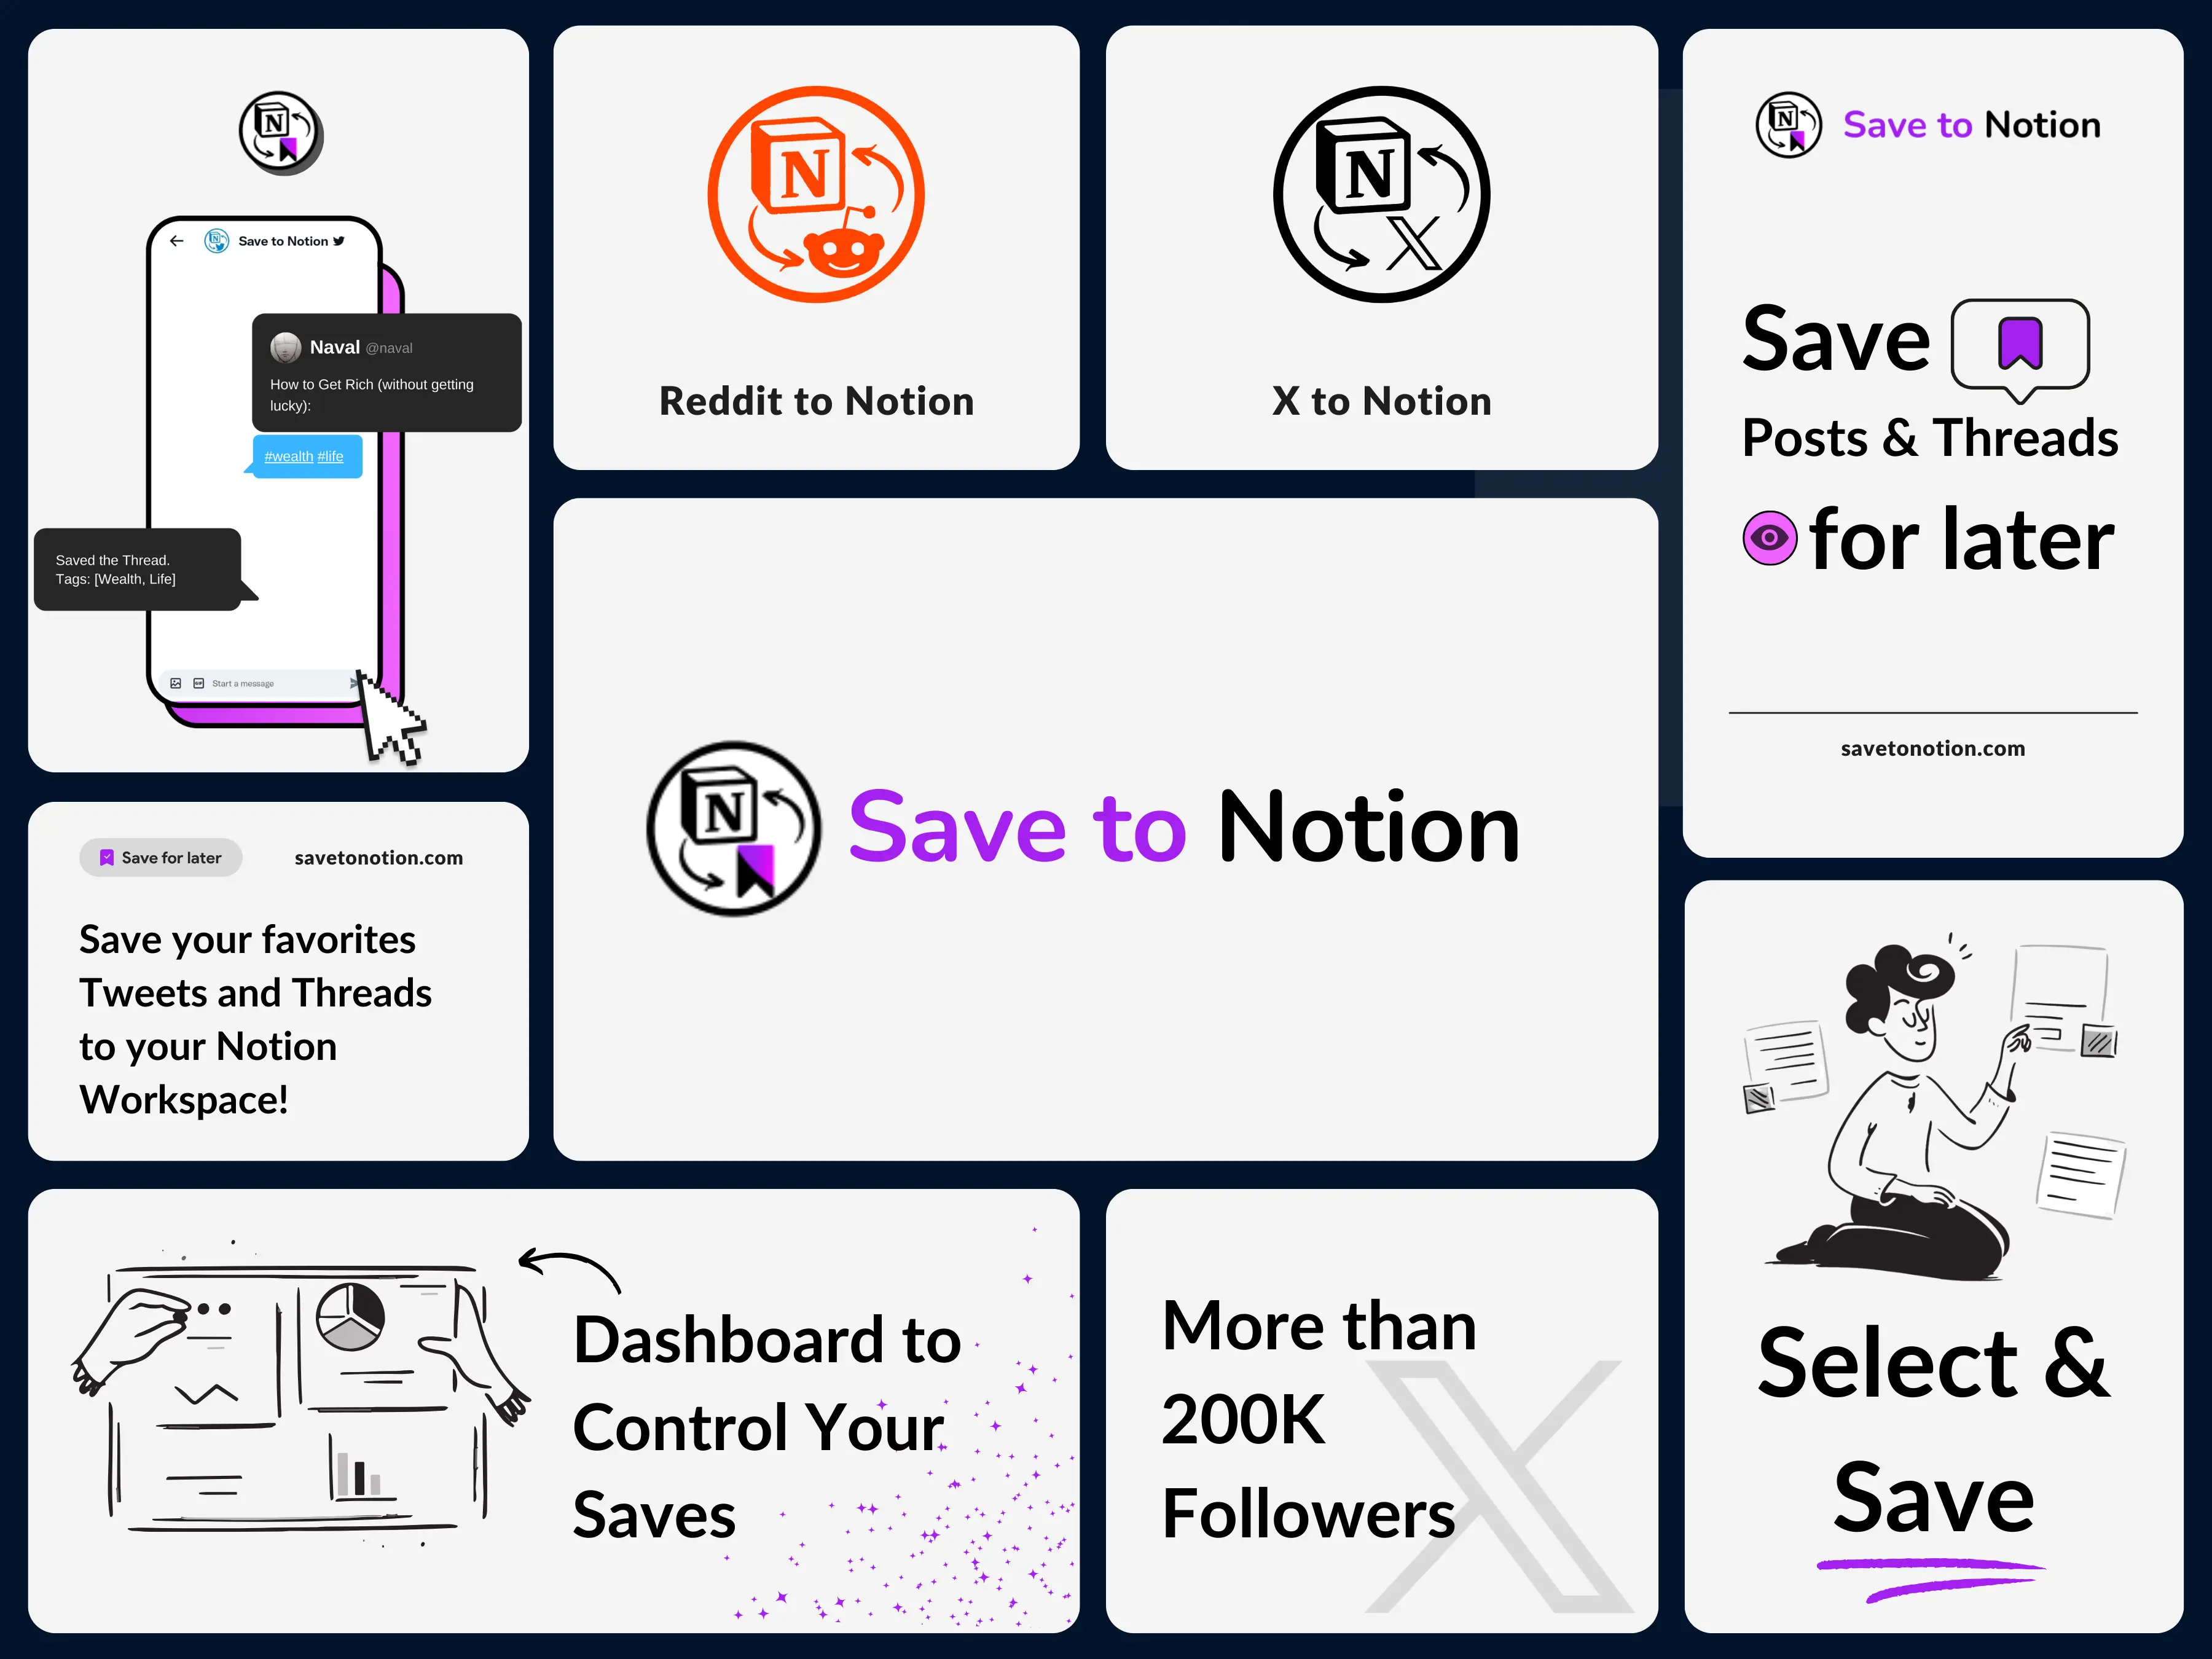 N
Save to Notion
Naval @naval
How to Get Rich (without getting
lucky):
#wealth #life
Saved the Thread.
Tags: [Wealth, Life]
GIF
Start a message
N
Reddit to Notion
N
X to Notion
N
Save to Notion
Save
Posts & Threads
for later
savetonotion.com
Save for later
savetonotion.com
Save your favorites
Tweets and Threads
to your Notion
Workspace!
N
Save to Notion
Dashboard to
Control Your
Saves
More than
200K
Followers
Select &
Save